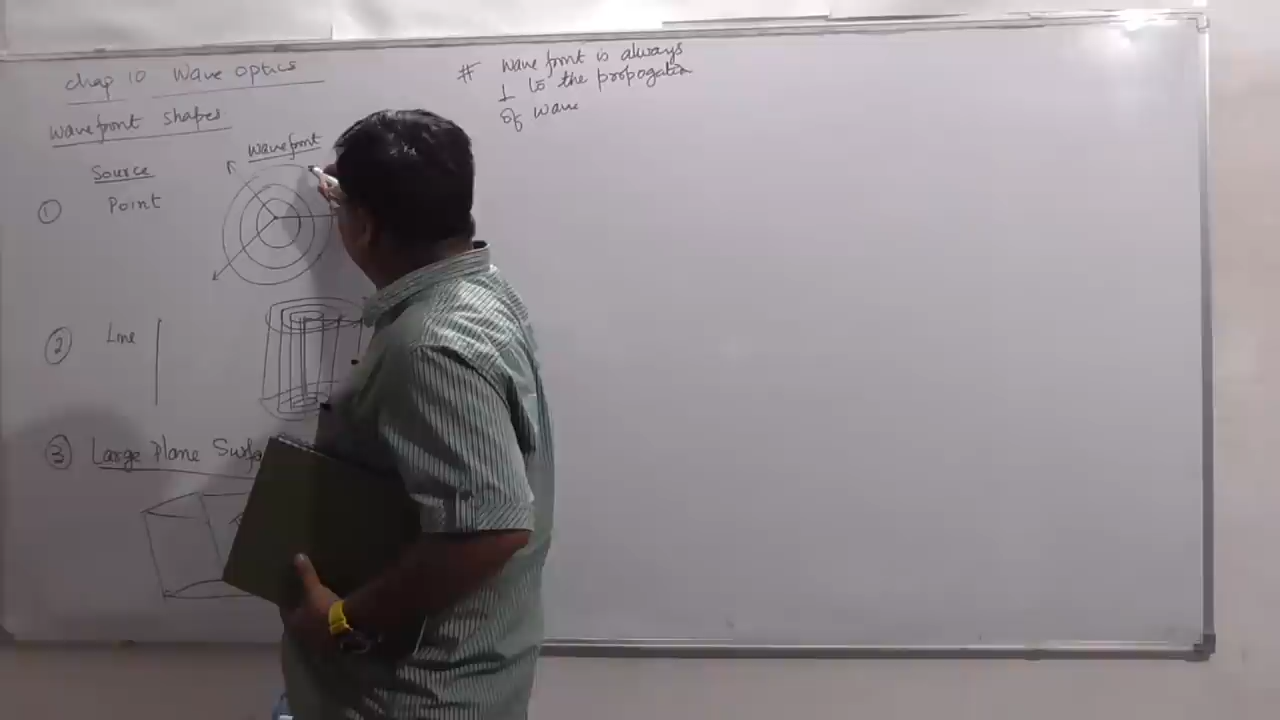 chap 10 Wave Optics
Wavefront shapes
Source
Wavefront
① Point
② Line
③ Large Plane Surfa
# Wave front is always
⊥ to the propogation
of wave